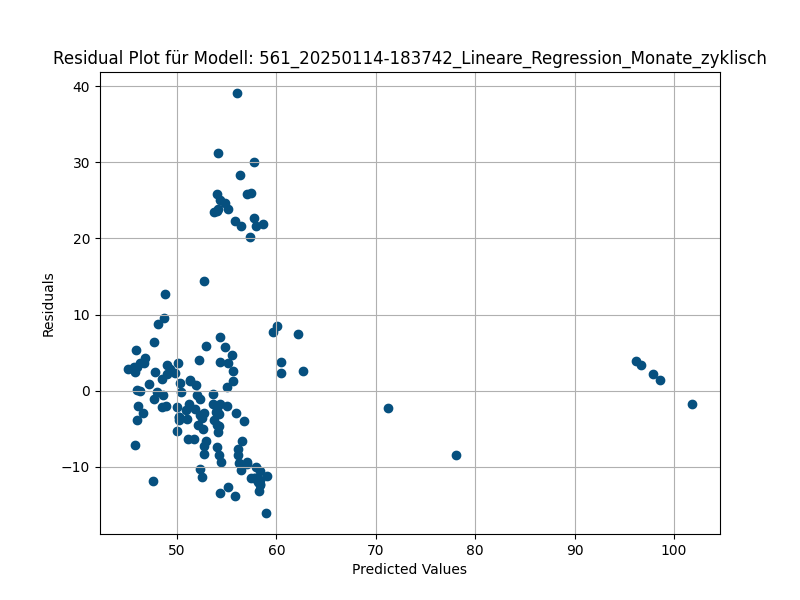 Residual Plot für Modell: 561_20250114-183742_Lineare_Regression_Monate_zyklisch
40
30
20
10
0
−10
Residuals
50 60 70 80 90 100
Predicted Values